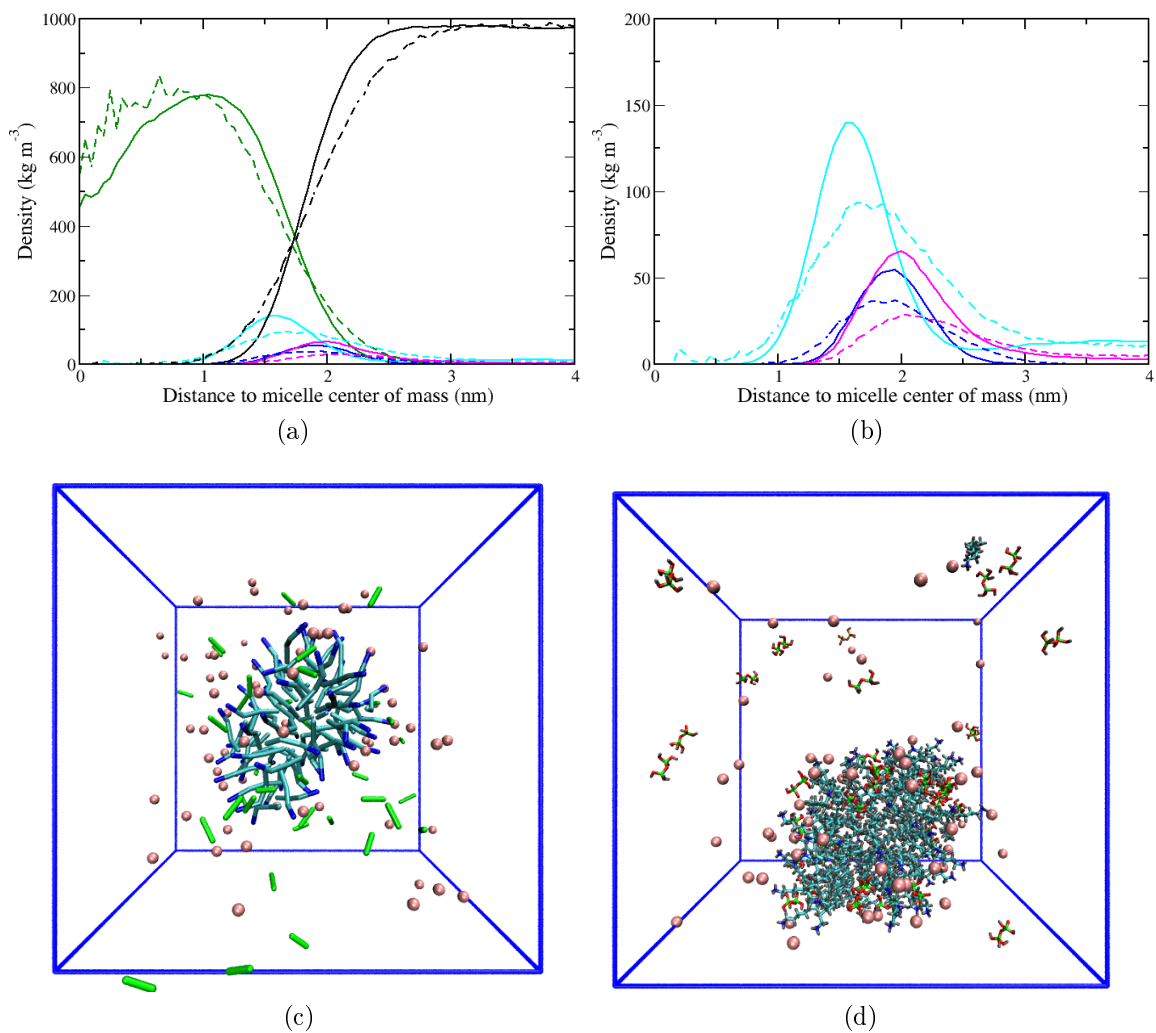 1000
800
600
400
200
0
Density (kg m⁻³)
0 1 2 3 4
Distance to micelle center of mass (nm)
(a)
200
150
100
50
0
Density (kg m⁻³)
0 1 2 3 4
Distance to micelle center of mass (nm)
(b)
(c)
(d)